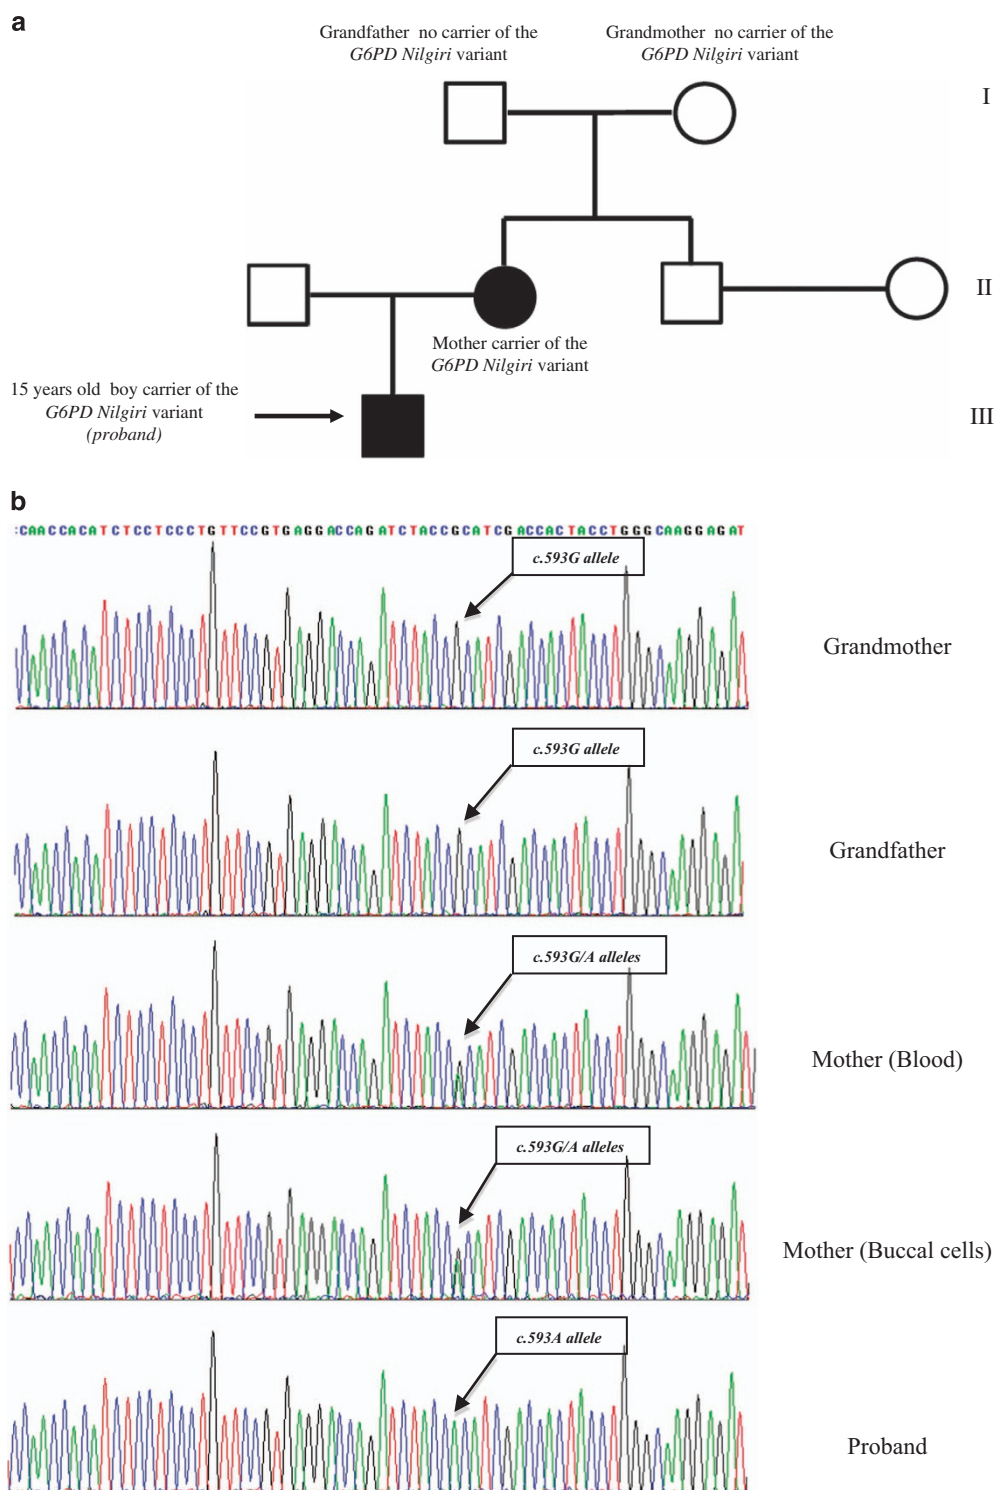 a
Grandfather no carrier of the
G6PD Nilgiri variant
Grandmother no carrier of the
G6PD Nilgiri variant
I
II
Mother carrier of the
G6PD Nilgiri variant
15 years old boy carrier of the
G6PD Nilgiri variant
(proband)
III
b
:CAACCACATCTCCTCCCTGTTCCGTGAGGACCAGATCTACCGCATCGACCACTACCTGGGCAAGGAGAT
c.593G allele
Grandmother
c.593G allele
Grandfather
c.593G/A alleles
Mother (Blood)
c.593G/A alleles
Mother (Buccal cells)
c.593A allele
Proband